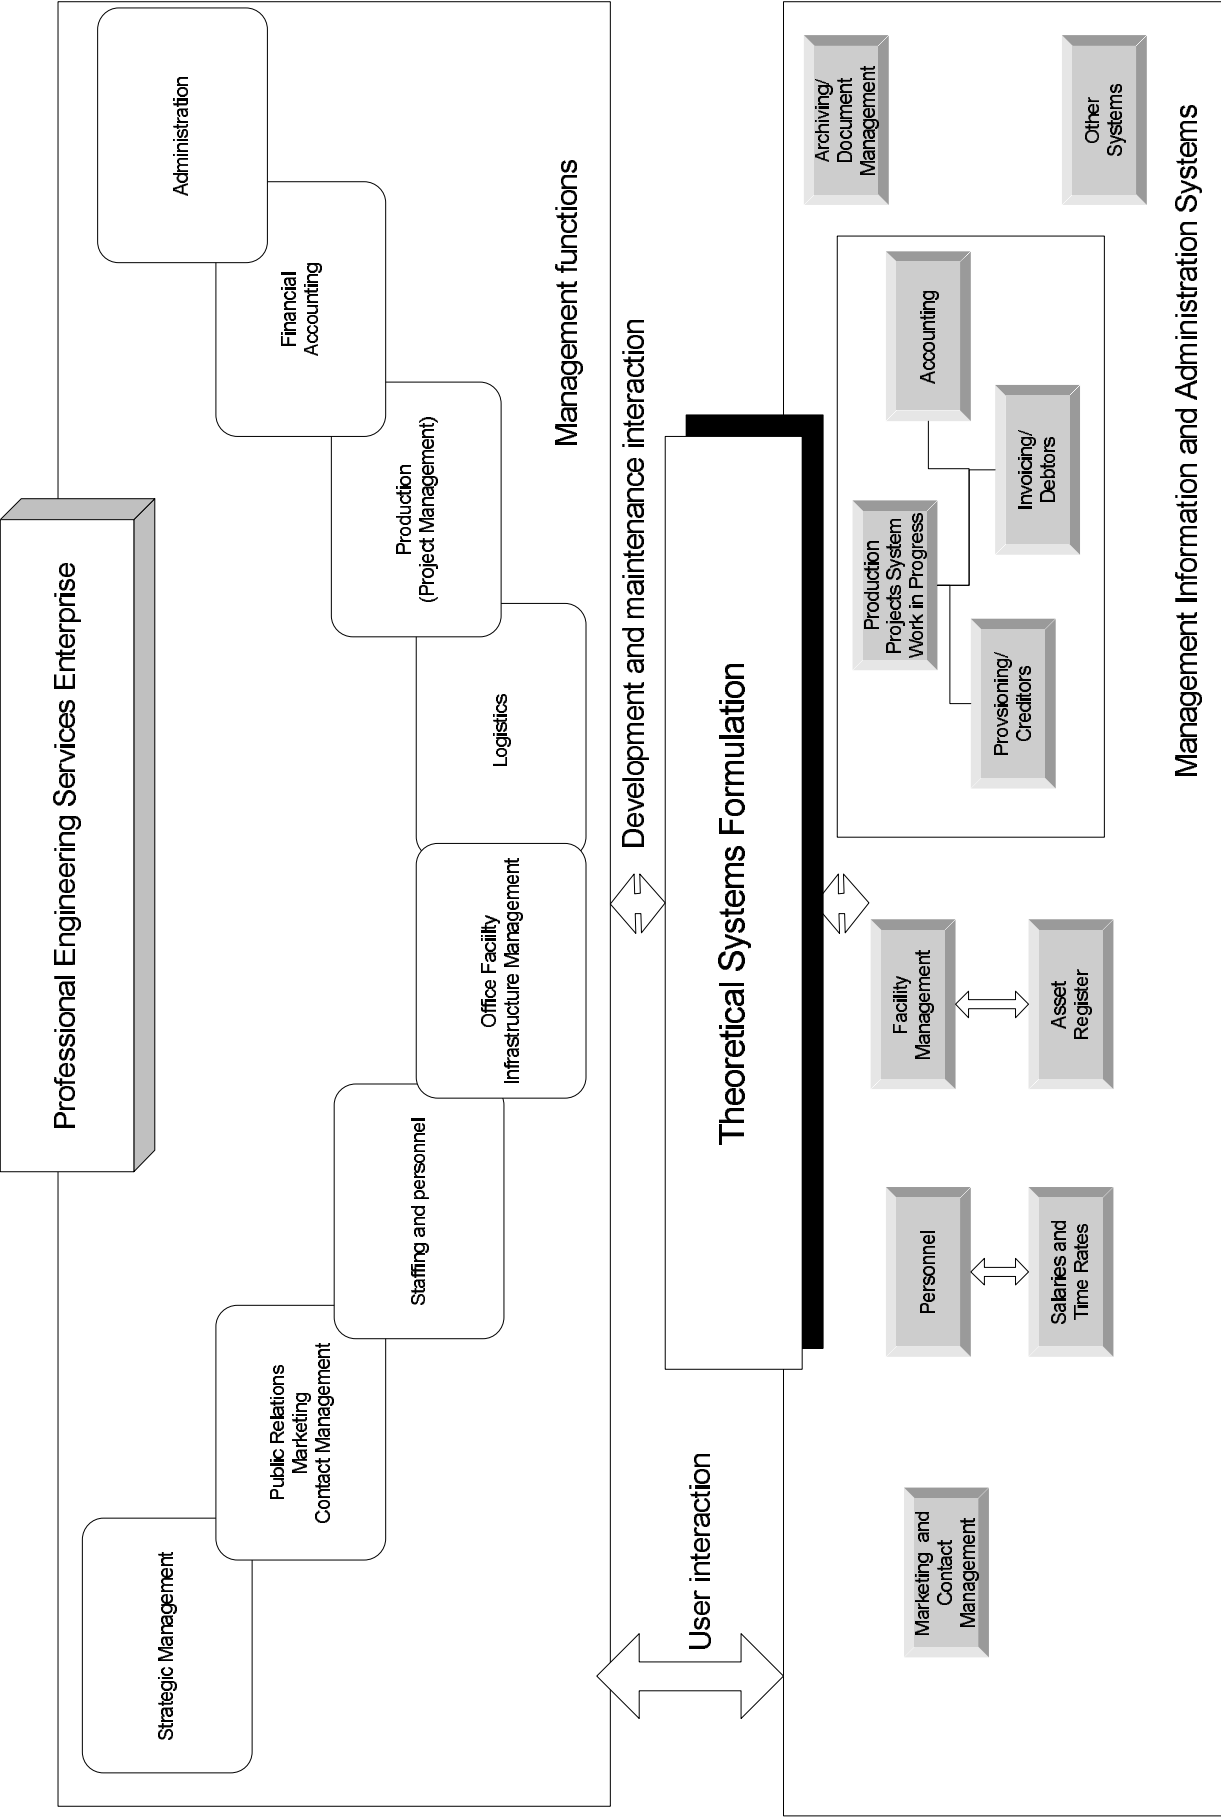 Professional Engineering Services Enterprise
Strategic Management
Public Relations
Marketing
Contact Management
Staffing and personnel
Office Facility
Infrastructure Management
Logistics
Production
(Project Management)
Financial
Accounting
Administration
Management functions
User interaction
Development and maintenance interaction
Theoretical Systems Formulation
Marketing and
Contact
Management
Personnel
Salaries and
Time Rates
Facility
Management
Asset
Register
Production
Projects System
Work in Progress
Provsioning/
Creditors
Accounting
Invoicing/
Debtors
Archiving/
Document
Management
Other
Systems
Management Information and Administration Systems